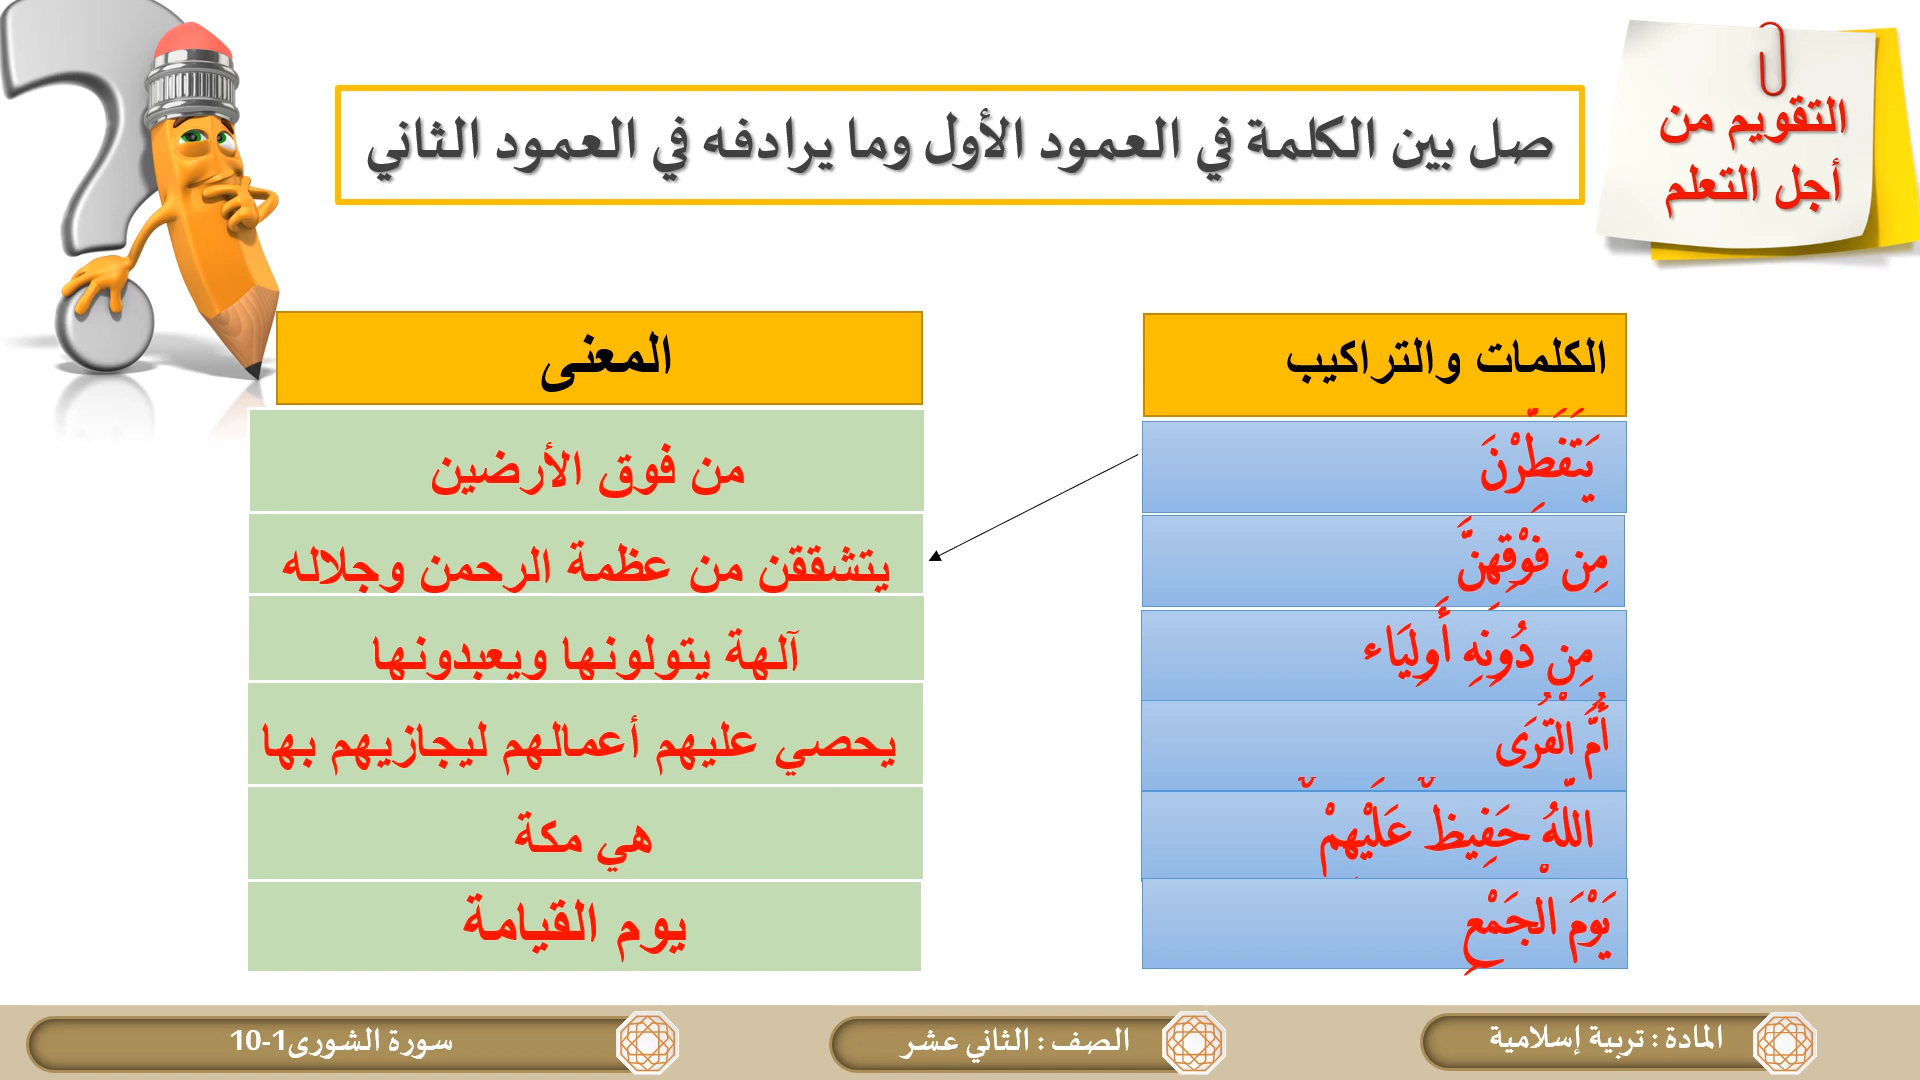 التقويم من
أجل التعلم
صل بين الكلمة في العمود الأول وما يرادفه في العمود الثاني
الكلمات والتراكيب
يَتَفَطَّرْنَ
مِن فَوْقِهِنَّ
مِن دُونِهِ أَولِيَاء
أُمَّ الْقُرَى
اللَّهُ حَفِيظٌ عَلَيْهِمْ
يَوْمَ الْجَمْعِ
المعنى
من فوق الأرضين
يتشققن من عظمة الرحمن وجلاله
آلهة يتولونها ويعبدونها
يحصي عليهم أعمالهم ليجازيهم بها
هي مكة
يوم القيامة
المادة : تربية إسلامية
الصف : الثاني عشر
سورة الشورى1-10